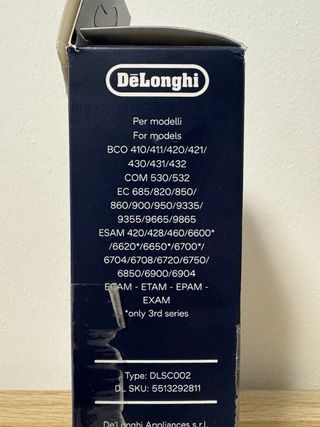 DēLonghi
Per modelli
For models
BCO 410/411/420/421/
430/431/432
COM 530/532
EC 685/820/850/
860/900/950/9335/
9355/9665/9865
ESAM 420/428/460/6600*
/6620*/6650*/6700*/
6704/6708/6720/6750/
6850/6900/6904
ECAM - ETAM - EPAM -
EXAM
*only 3rd series
Type: DLSC002
DL SKU: 5513292811
De'Longhi Appliances s.r.l.